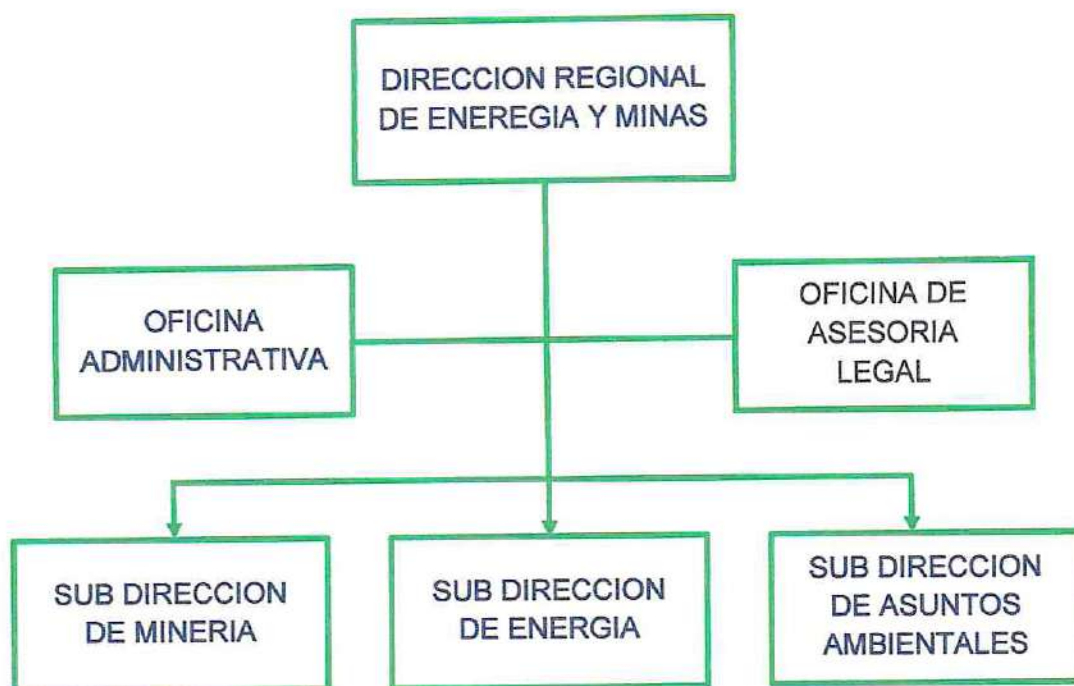 DIRECCION REGIONAL
DE ENEREGIA Y MINAS
OFICINA
ADMINISTRATIVA
OFICINA DE
ASESORIA
LEGAL
SUB DIRECCION
DE MINERIA
SUB DIRECCION
DE ENERGIA
SUB DIRECCION
DE ASUNTOS
AMBIENTALES